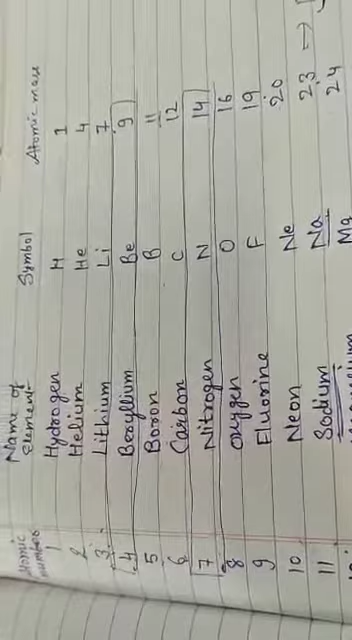 Atomic number Name of Element Symbol Atomic mass
1 Hydrogen H 1
2 Helium He 4
3 Lithium Li 7
4 Beryllium Be 9
5 Boron B 11
6 Carbon C 12
7 Nitrogen N 14
8 Oxygen O 16
9 Fluorine F 19
10 Neon Ne 20
11 Sodium Na 23 →
Mg 24